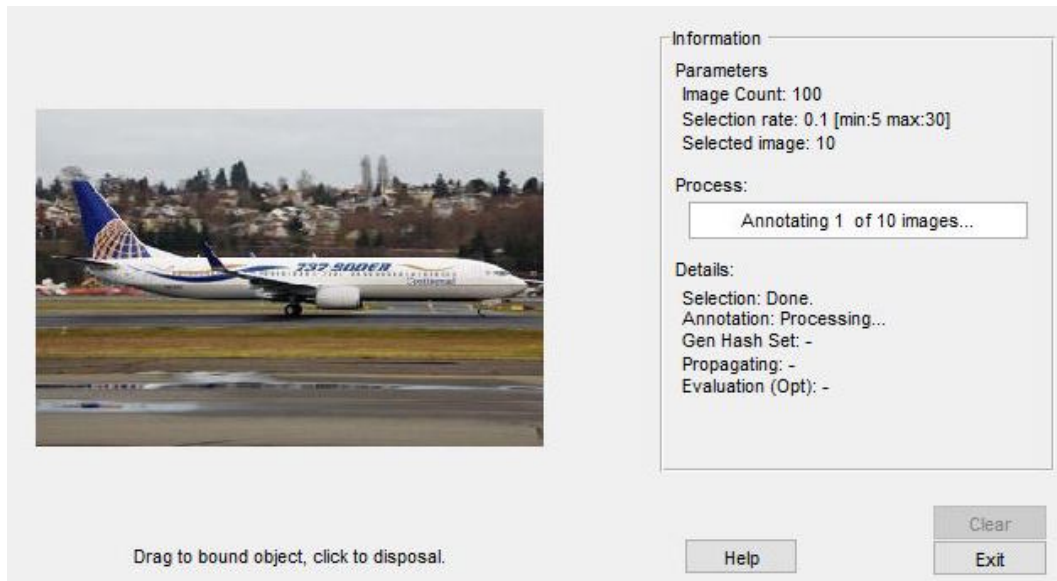 Information
Parameters
Image Count: 100
Selection rate: 0.1 [min:5 max:30]
Selected image: 10
Process:
Annotating 1 of 10 images...
Details:
Selection: Done.
Annotation: Processing...
Gen Hash Set: -
Propagating: -
Evaluation (Opt): -
737-900ER
Continental
Drag to bound object, click to disposal.
Help
Clear
Exit